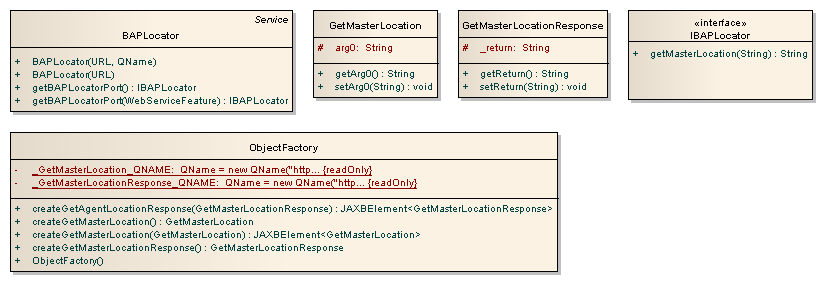 Service
BAPLocator
+ BAPLocator(URL, QName)
+ BAPLocator(URL)
+ getBAPLocatorPort() : IBAPLocator
+ getBAPLocatorPort(WebServiceFeature) : IBAPLocator
GetMasterLocation
# arg0: String
+ getArg0() : String
+ setArg0(String) : void
GetMasterLocationResponse
# _return: String
+ getReturn() : String
+ setReturn(String) : void
«interface»
IBAPLocator
+ getMasterLocation(String) : String
ObjectFactory
- _GetMasterLocation_QNAME: QName = new QName("http... {readOnly}
- _GetMasterLocationResponse_QNAME: QName = new QName("http... {readOnly}
+ createGetAgentLocationResponse(GetMasterLocationResponse) : JAXBElement<GetMasterLocationResponse>
+ createGetMasterLocation() : GetMasterLocation
+ createGetMasterLocation(GetMasterLocation) : JAXBElement<GetMasterLocation>
+ createGetMasterLocationResponse() : GetMasterLocationResponse
+ ObjectFactory()